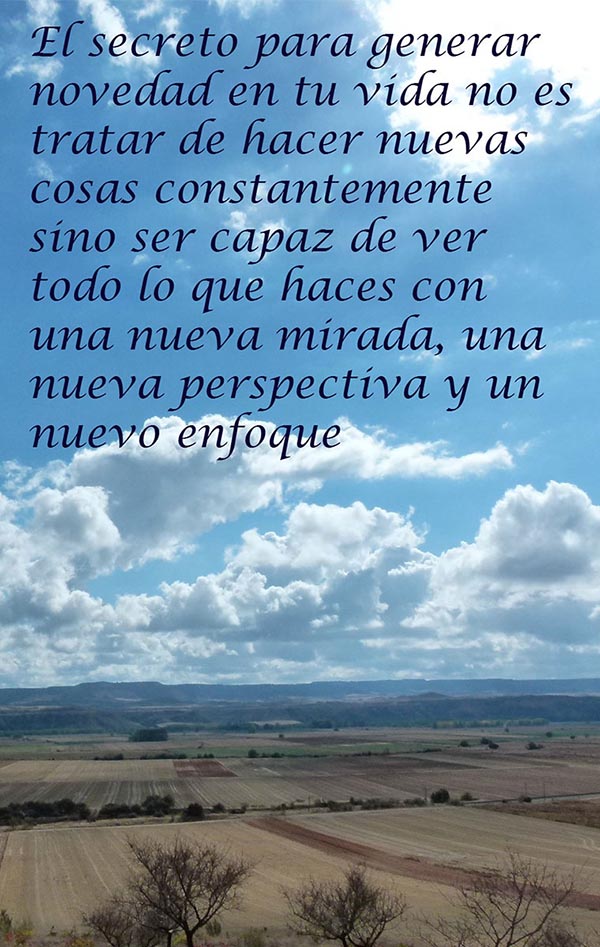 El secreto para generar
novedad en tu vida no es
tratar de hacer nuevas
cosas constantemente
sino ser capaz de ver
todo lo que haces con
una nueva mirada, una
nueva perspectiva y un
nuevo enfoque